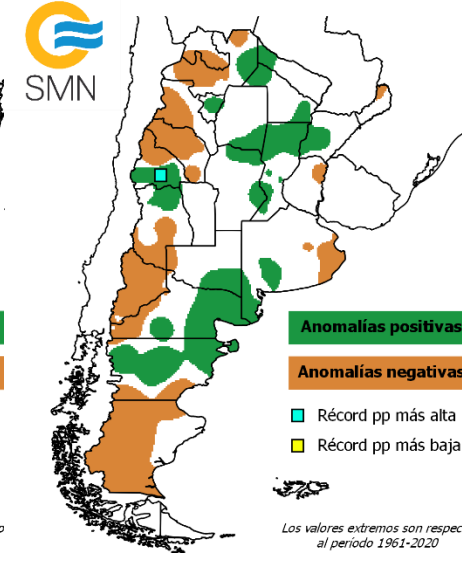 SMN
Anomalías positivas
Anomalías negativas
Récord pp más alta
Récord pp más baja
Los valores extremos son respec
al período 1961-2020